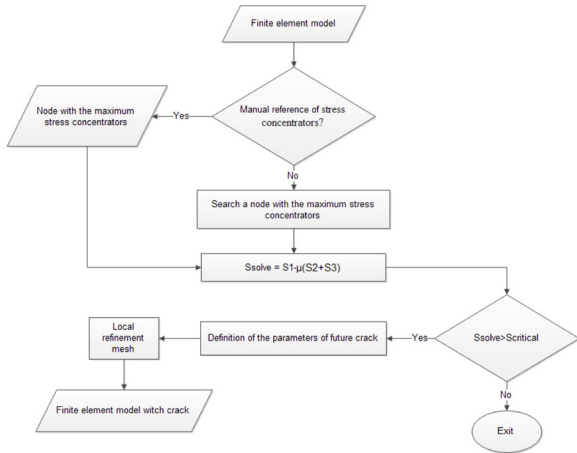 Finite element model
Manual reference of stress
concentrators?
Yes
Node with the maximum
stress concentrators
No
Search a node with the maximum stress
concentrators
Ssolve = S1-μ(S2+S3)
Ssolve>Scritical
Yes
Definition of the parameters of future crack
Local
refinement
mesh
Finite element model witch crack
No
Exit